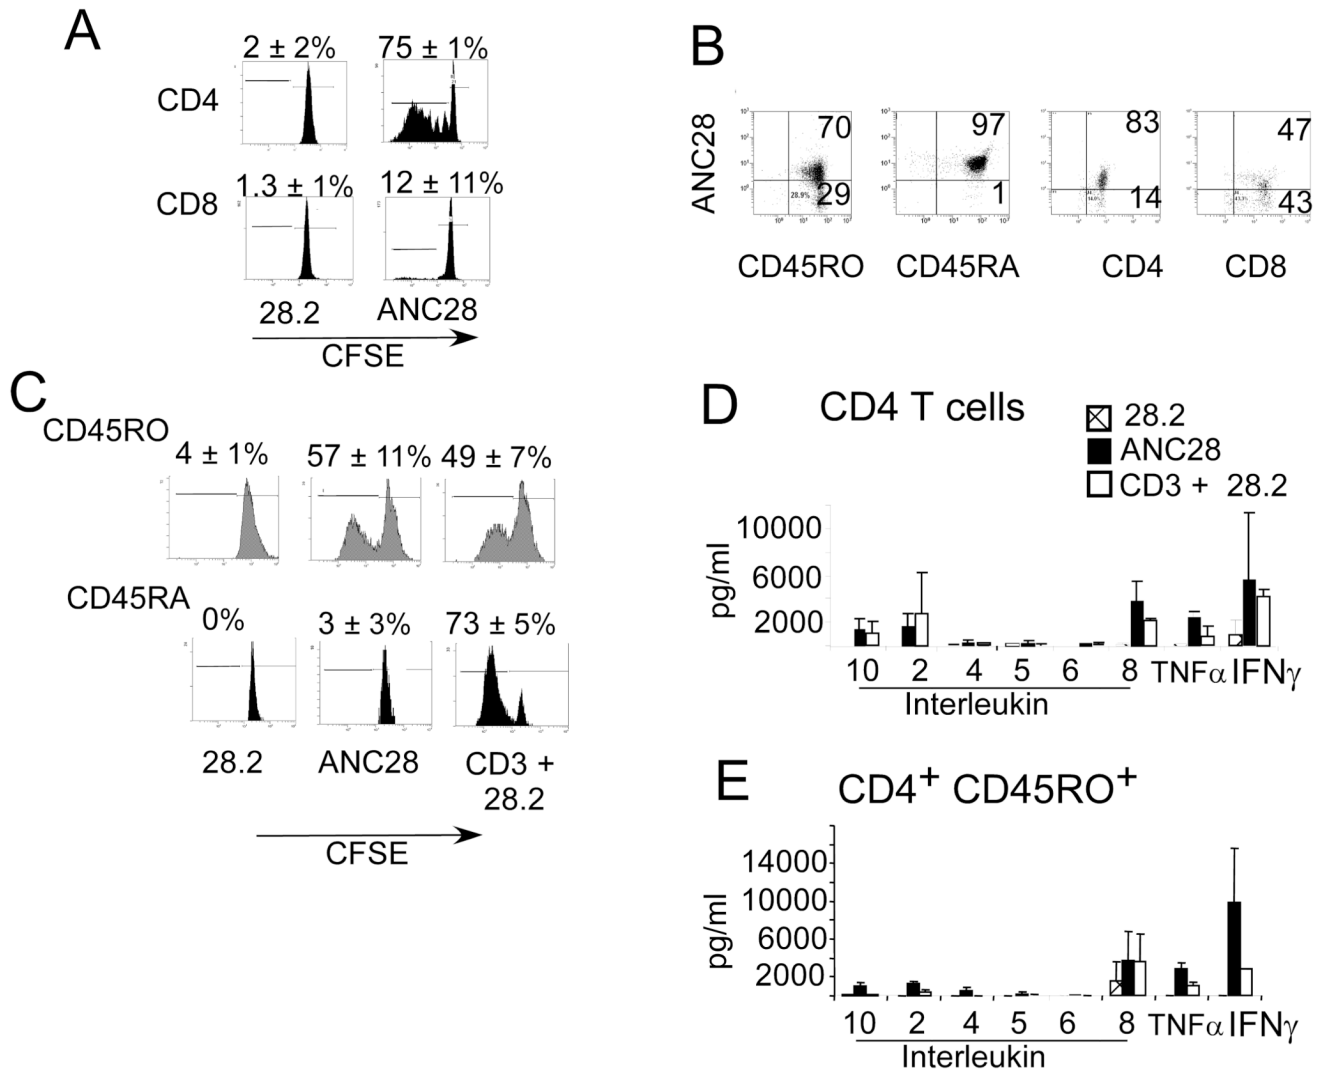 A
2 ± 2%
75 ± 1%
CD4
1.3 ± 1%
12 ± 11%
CD8
28.2
ANC28
CFSE
B
ANC28
70
29
28.9%
97
1
83
14
47
43
CD45RO
CD45RA
CD4
CD8
C
CD45RO
4 ± 1%
57 ± 11%
49 ± 7%
CD45RA
0%
3 ± 3%
73 ± 5%
28.2
ANC28
CD3 +
28.2
CFSE
D
CD4 T cells
28.2
ANC28
CD3 + 28.2
pg/ml
10000
6000
2000
10 2 4 5 6 8 TNFα IFNγ
Interleukin
E
CD4+ CD45RO+
pg/ml
14000
10000
6000
2000
10 2 4 5 6 8 TNFα IFNγ
Interleukin